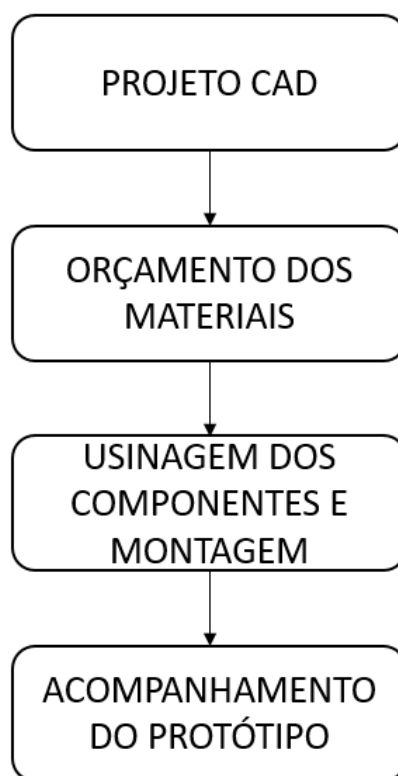 PROJETO CAD
ORÇAMENTO DOS
MATERIAIS
USINAGEM DOS
COMPONENTES E
MONTAGEM
ACOMPANHAMENTO
DO PROTÓTIPO